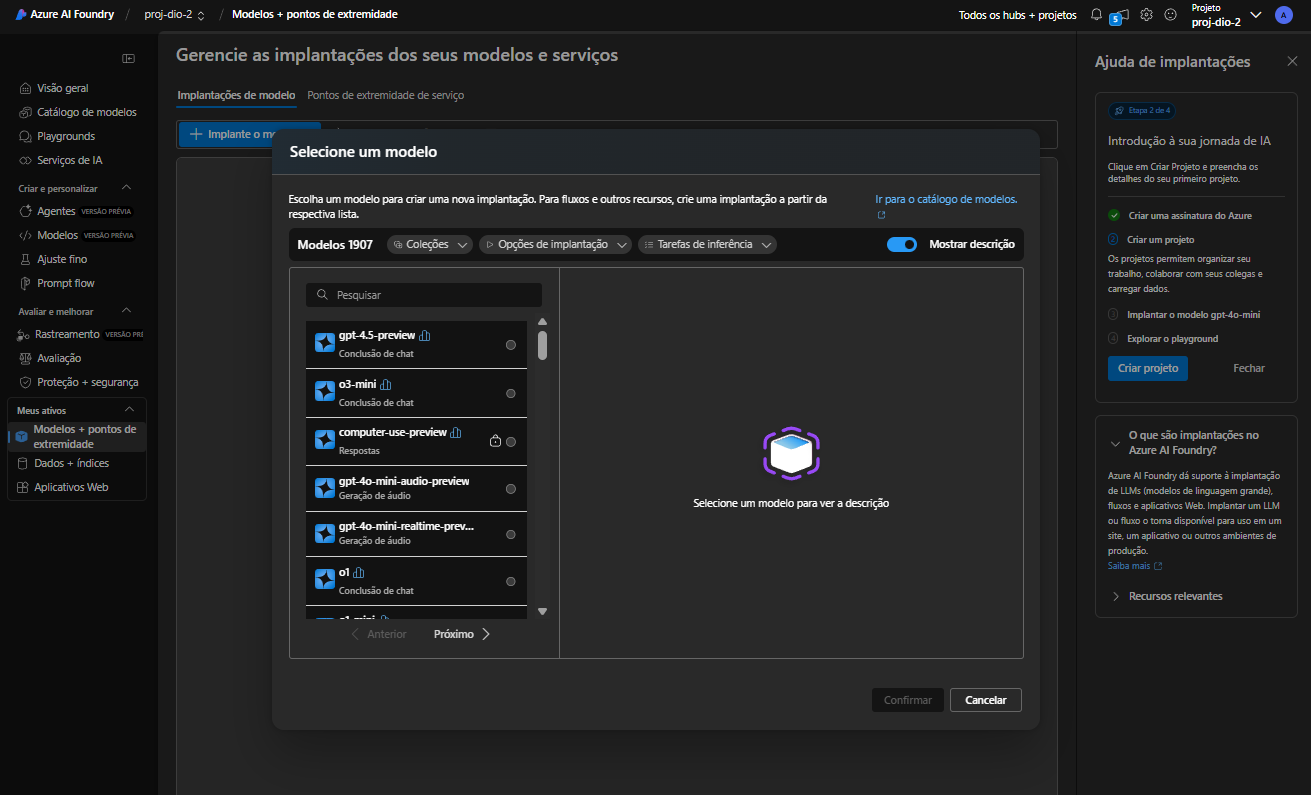 Azure AI Foundry / proj-dio-2 / Modelos + pontos de extremidade
Todos os hubs + projetos
5
Projeto
proj-dio-2
A
Visão geral
Catálogo de modelos
Playgrounds
Serviços de IA
Criar e personalizar
Agentes VERSÃO PRÉVIA
Modelos VERSÃO PRÉVIA
Ajuste fino
Prompt flow
Avaliar e melhorar
Rastreamento VERSÃO PRÉ
Avaliação
Proteção + segurança
Meus ativos
Modelos + pontos de
extremidade
Dados + índices
Aplicativos Web
Gerencie as implantações dos seus modelos e serviços
Implantações de modelo
Pontos de extremidade de serviço
Implante o
Selecione um modelo
Escolha um modelo para criar uma nova implantação. Para fluxos e outros recursos, crie uma implantação a partir da
respectiva lista.
Ir para o catálogo de modelos.
Modelos 1907
Coleções
Opções de implantação
Tarefas de inferência
Mostrar descrição
Pesquisar
gpt-4.5-preview
Conclusão de chat
o3-mini
Conclusão de chat
computer-use-preview
Respostas
gpt-4o-mini-audio-preview
Geração de áudio
gpt-4o-mini-realtime-prev...
Geração de áudio
o1
Conclusão de chat
o1-mini
Anterior
Próximo
Selecione um modelo para ver a descrição
Confirmar
Cancelar
Ajuda de implantações
Etapa 2 de 4
Introdução à sua jornada de IA
Clique em Criar Projeto e preencha os
detalhes do seu primeiro projeto.
Criar uma assinatura do Azure
2 Criar um projeto
Os projetos permitem organizar seu
trabalho, colaborar com seus colegas e
carregar dados.
3 Implantar o modelo gpt-4o-mini
4 Explorar o playground
Criar projeto
Fechar
O que são implantações no
Azure AI Foundry?
Azure AI Foundry dá suporte à implantação
de LLMs (modelos de linguagem grande),
fluxos e aplicativos Web. Implantar um LLM
ou fluxo o torna disponível para uso em um
site, um aplicativo ou outros ambientes de
produção.
Saiba mais
Recursos relevantes